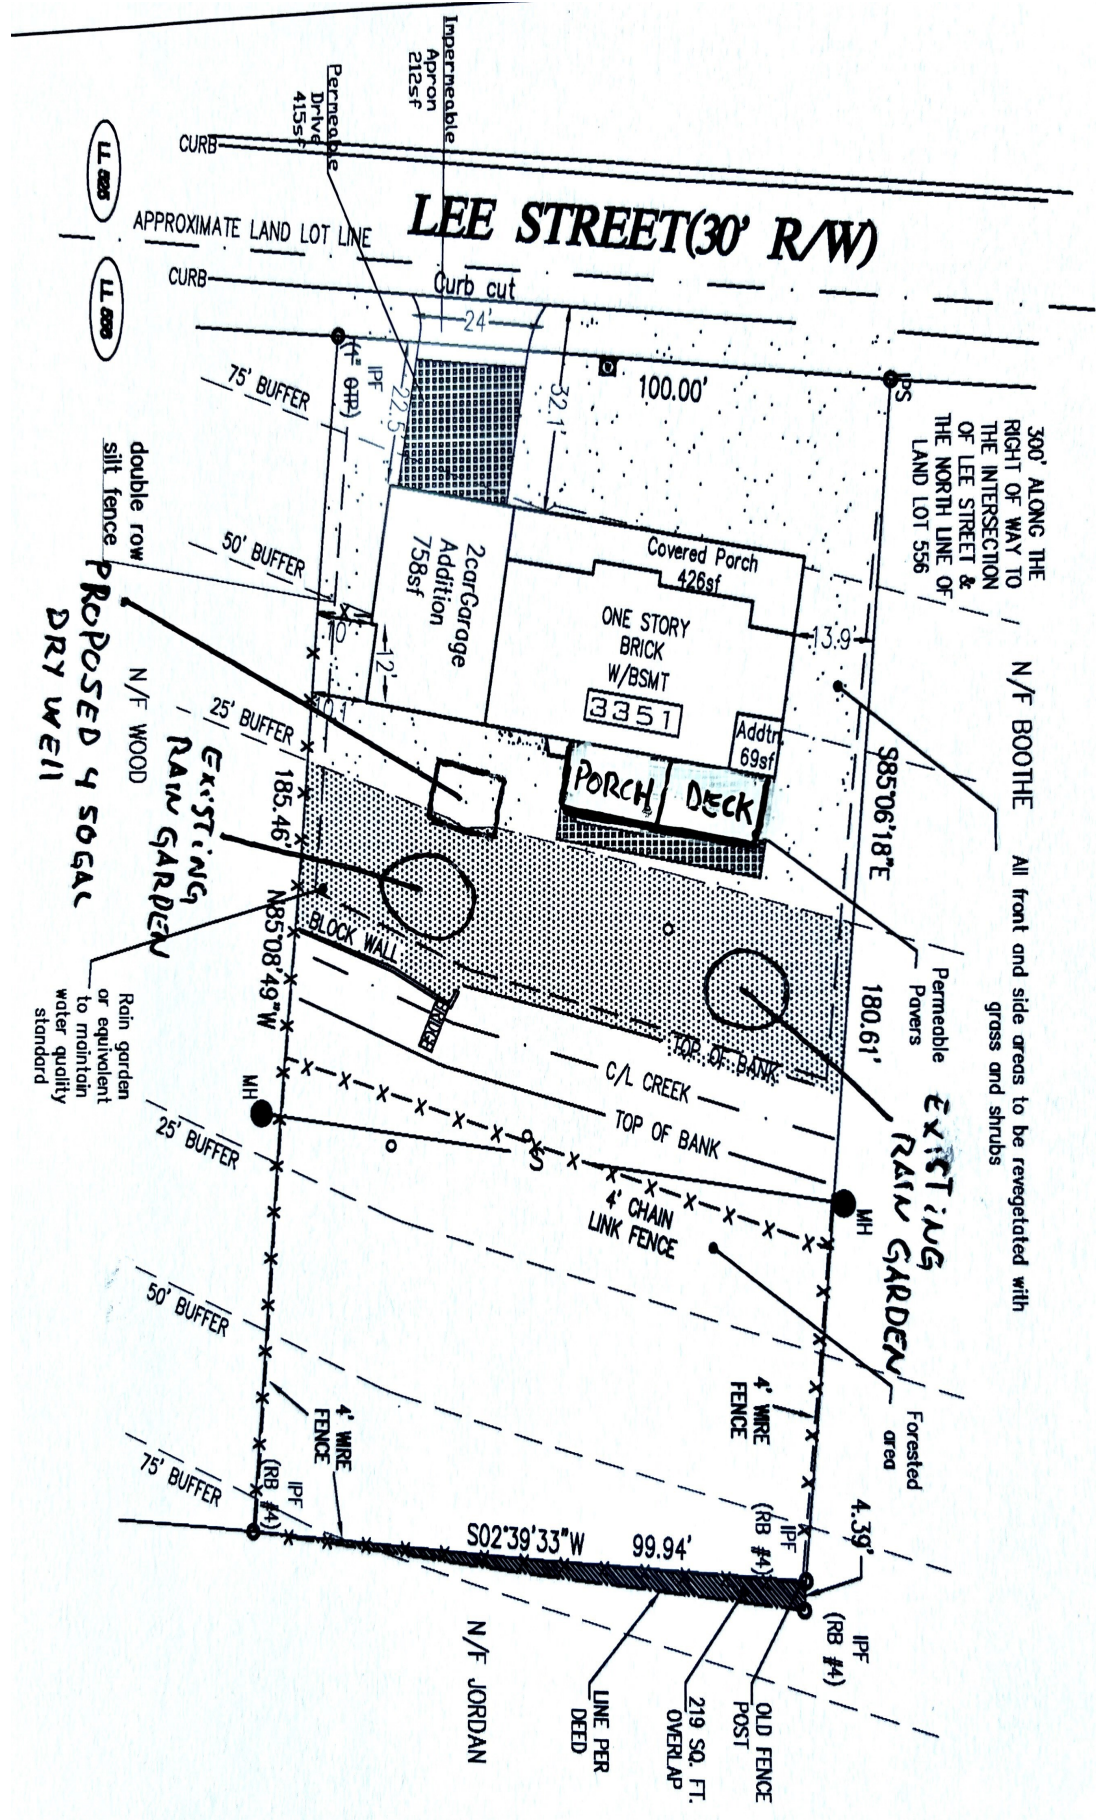 Impermeable
Apron
212sf
Permeable
Drive
415sf
CURB
LL 525
LEE STREET(30' R/W)
APPROXIMATE LAND LOT LINE
CURB
LL 556
Curb cut
24'
IPF
(1" OTP)
22.5'
32.1'
100.00'
IPS
300' ALONG THE
RIGHT OF WAY TO
THE INTERSECTION
OF LEE STREET &
THE NORTH LINE OF
LAND LOT 556
75' BUFFER
double row
silt fence
50' BUFFER
2carGarage
Addition
758sf
Covered Porch
426sf
ONE STORY
BRICK
W/BSMT
3351
13.9'
Addtn
69sf
10'
12'
10.1'
N/F BOOTHE
N/F WOOD
25' BUFFER
PROPOSED 450GAL
DRY WELL
EXISTING
RAIN GARDEN
PORCH
DECK
S85°06'18"E
180.61'
185.46'
N85°08'49"W
All front and side areas to be revegetated with
grass and shrubs
Permeable
Pavers
BLOCK WALL
BRIDGE
TOP OF BANK
C/L CREEK
TOP OF BANK
Rain garden
or equivalent
to maintain
water quality
standard
EXISTING
RAIN GARDEN
MH
MH
S
4' CHAIN
LINK FENCE
25' BUFFER
50' BUFFER
75' BUFFER
Forested
area
4' WIRE
FENCE
4' WIRE
FENCE
IPF
(RB #4)
IPF
(RB #4)
4.39'
IPF
(RB #4)
S02°39'33"W
99.94'
OLD FENCE
POST
219 SQ. FT.
OVERLAP
LINE PER
DEED
N/F JORDAN